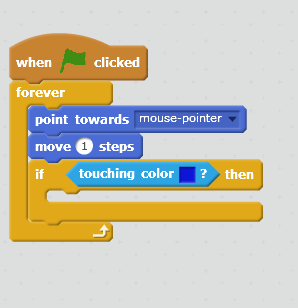 when clicked
forever
point towards mouse-pointer
move 1 steps
if touching color ? then